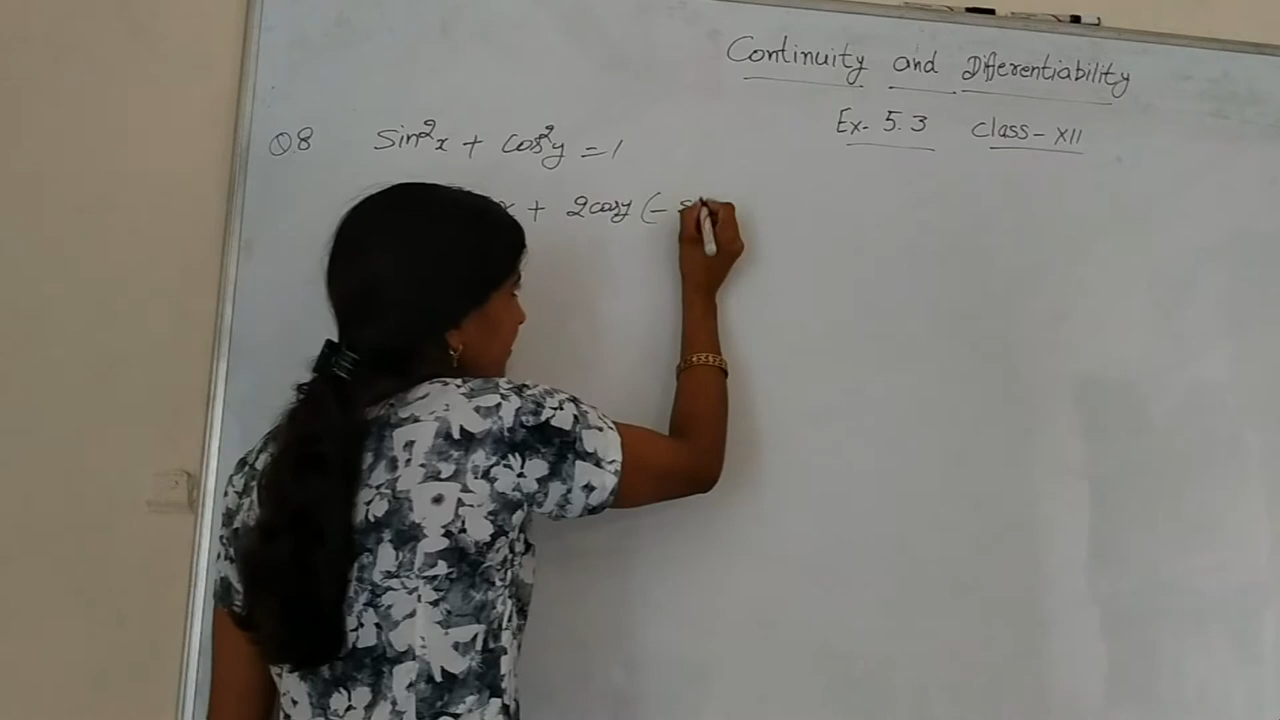 Continuity and Differentiability
Ex. 5.3 Class-XII
Q8 Sin²x + Cos²y = 1
x + 2cosy (- s